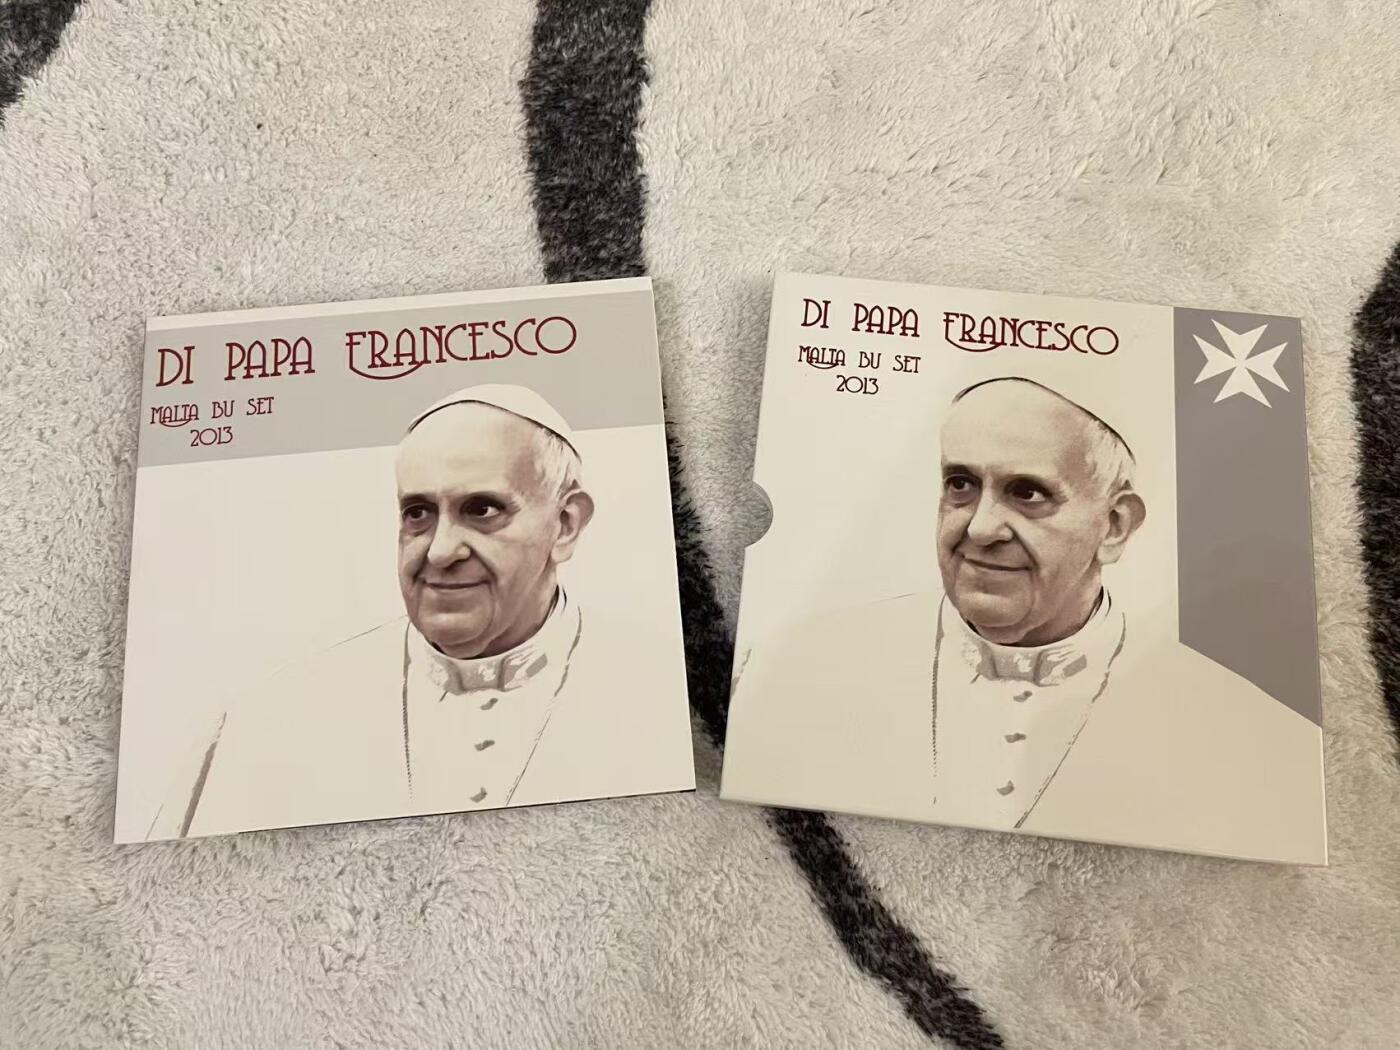 DI PAPA FRANCESCO
MALTA BU SET
2013
DI PAPA FRANCESCO
MALTA BU SET
2013